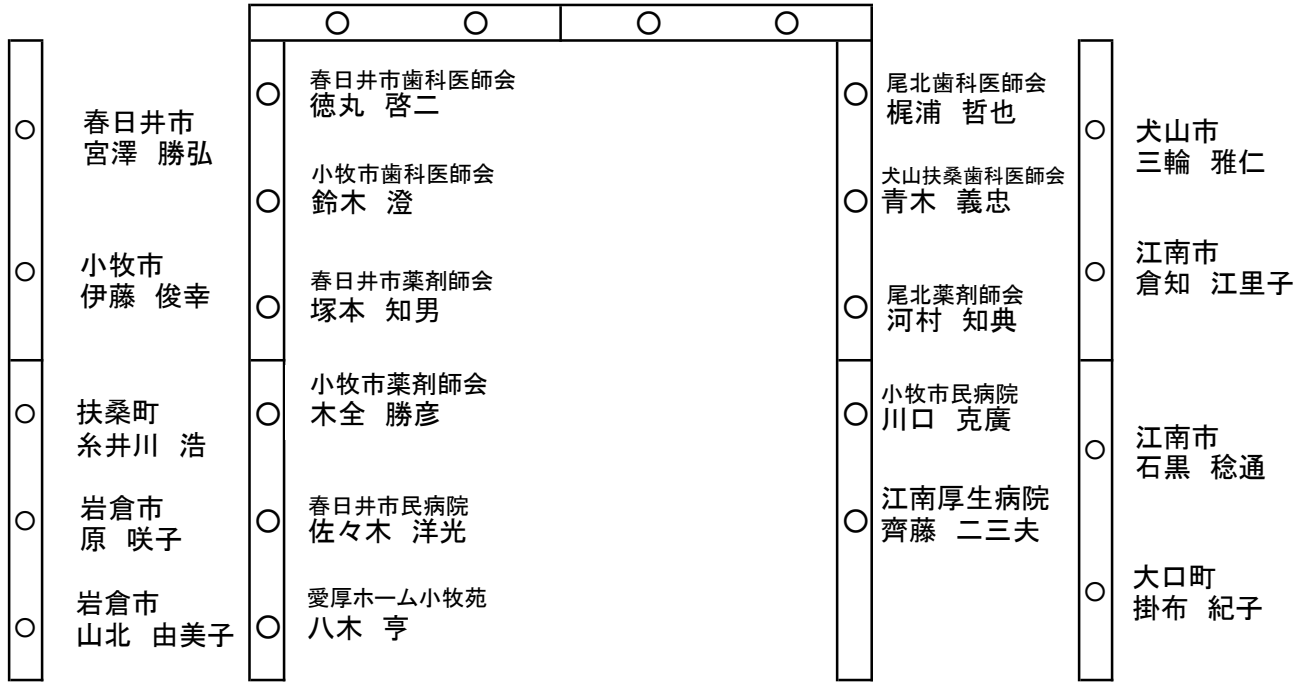 春日井市
宮澤 勝弘
小牧市
伊藤 俊幸
扶桑町
糸井川 浩
岩倉市
原 咲子
岩倉市
山北 由美子
春日井市歯科医師会
徳丸 啓二
小牧市歯科医師会
鈴木 澄
春日井市薬剤師会
塚本 知男
小牧市薬剤師会
木全 勝彦
春日井市民病院
佐々木 洋光
愛厚ホーム小牧苑
八木 亨
尾北歯科医師会
梶浦 哲也
犬山扶桑歯科医師会
青木 義忠
尾北薬剤師会
河村 知典
小牧市民病院
川口 克廣
江南厚生病院
齊藤 二三夫
犬山市
三輪 雅仁
江南市
倉知 江里子
江南市
石黒 稔通
大口町
掛布 紀子